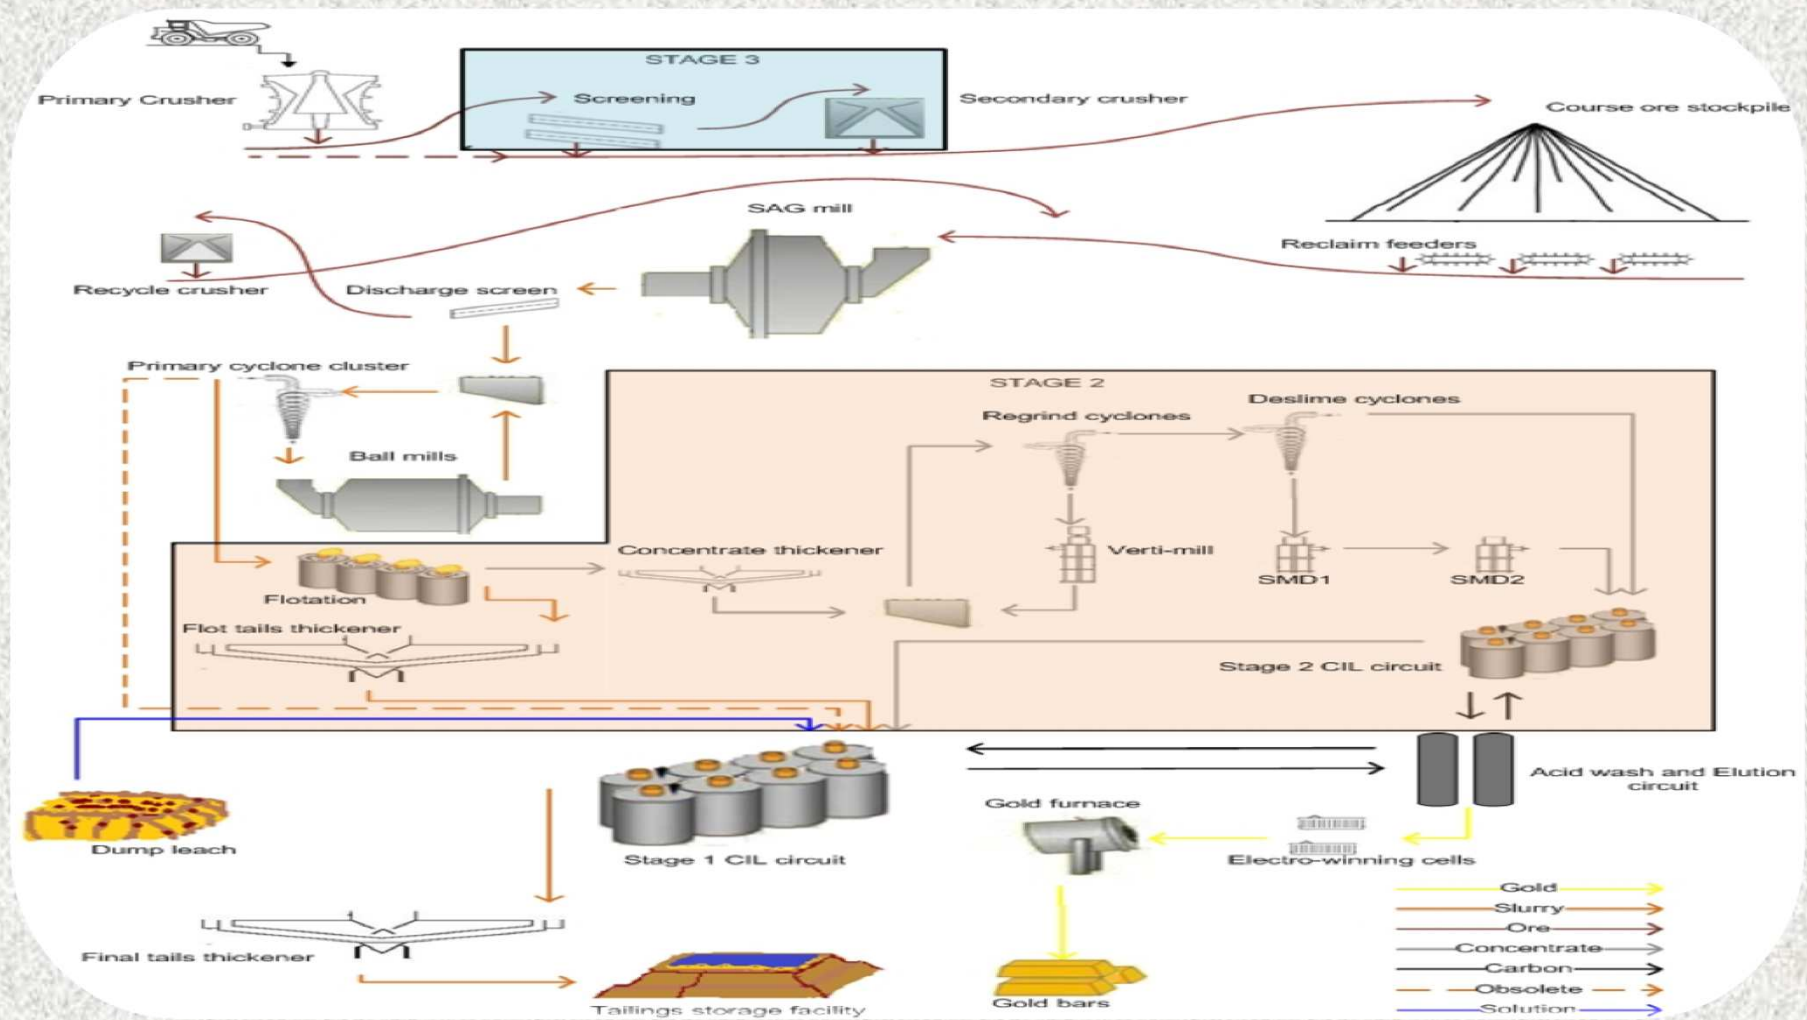 STAGE 3
Primary Crusher
Screening
Secondary crusher
Course ore stockpile
SAG mill
Reclaim feeders
Recycle crusher
Discharge screen
Primary cyclone cluster
STAGE 2
Regrind cyclones
Deslime cyclones
Ball mills
Concentrate thickener
Verti-mill
SMD1
SMD2
Flotation
Flot tails thickener
Stage 2 CIL circuit
Acid wash and Elution
circuit
Gold furnace
Dump leach
Stage 1 CIL circuit
Electro-winning cells
Gold
Slurry
Ore
Concentrate
Carbon
Obsolete
Solution
Final tails thickener
Gold bars
Tailings storage facility